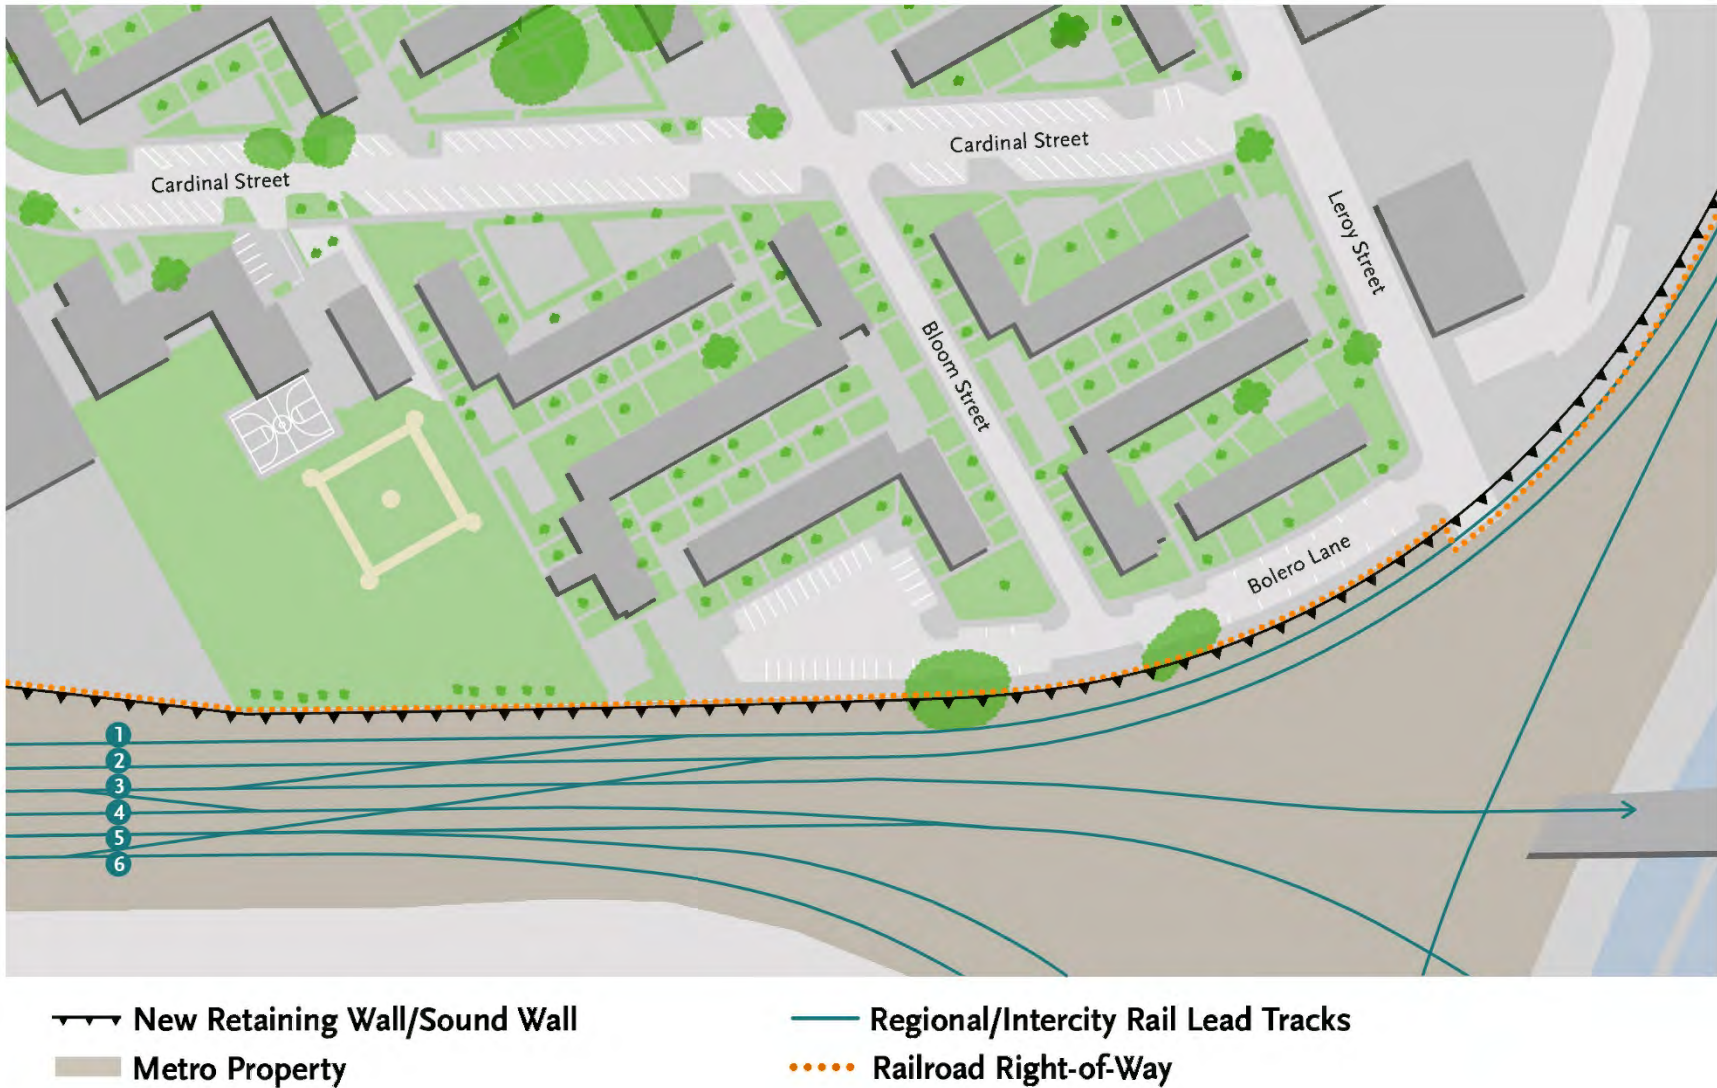 Cardinal Street
Cardinal Street
Leroy Street
Bloom Street
Bolero Lane
1
2
3
4
5
6
New Retaining Wall/Sound Wall
Regional/Intercity Rail Lead Tracks
Metro Property
Railroad Right-of-Way